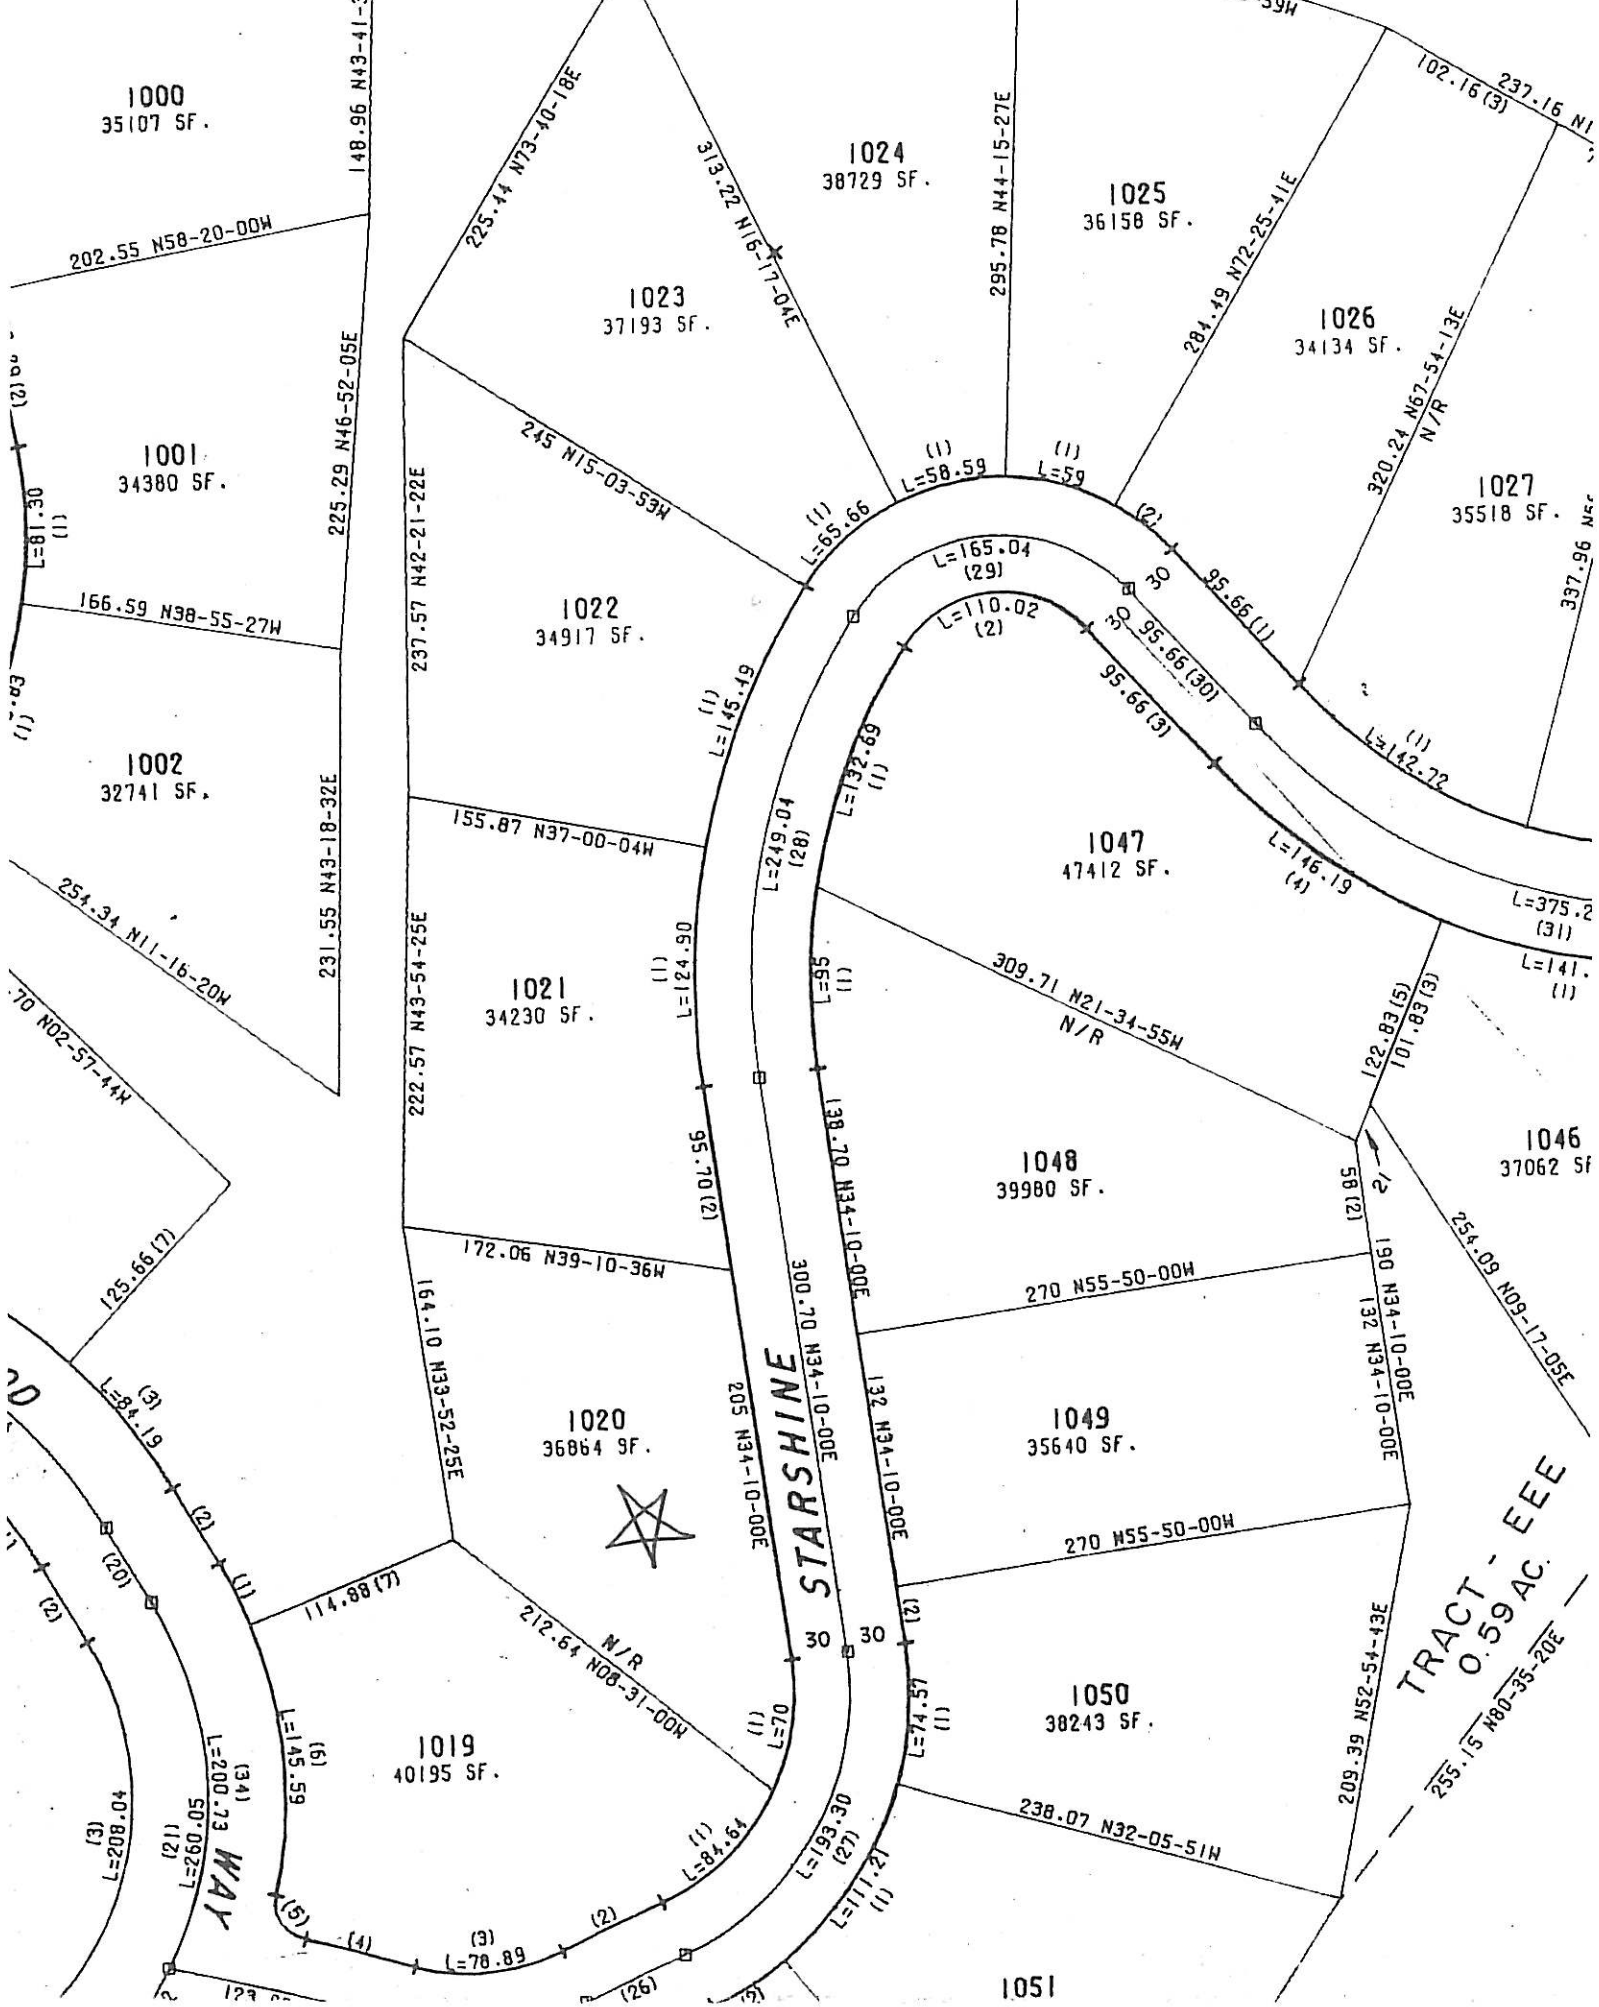 1000
35107 SF.
148.96 N43-41-3
202.55 N58-20-00W
225.44 N73-40-18E
313.22 N16-17-04E
1024
38729 SF.
295.78 N44-15-27E
1025
36158 SF.
284.49 N72-25-41E
102.16 (3)
237.16 N1
1023
37193 SF.
1026
34134 SF.
320.24 N67-54-13E
N/R
1001
34380 SF.
225.29 N46-52-05E
L=81.30
(1)
166.59 N38-55-27W
245 N15-03-53W
237.57 N42-21-22E
(1)
L=65.66
(1)
L=58.59
(1)
L=59
(2)
1027
35518 SF.
L=165.04
(29)
30
30
95.66 (1)
L=110.02
(2)
95.66 (30)
95.66 (3)
1022
34917 SF.
(1)
L=145.49
L=132.69
(1)
(1)
L=142.72
1002
32741 SF.
231.55 N43-18-32E
254.34 N11-16-20W
155.87 N37-00-04W
L=249.04
(28)
1047
47412 SF.
L=146.19
(4)
L=375.2
(31)
L=141.
(1)
(1)
L=124.90
L=95
(1)
222.57 N43-54-25E
1021
34230 SF.
309.71 N21-34-55W
N/R
122.83 (5)
101.83 (3)
.70 N02-57-44W
95.70 (2)
138.70 N34-10-00E
1048
39980 SF.
58 (2)
21
1046
37062 SF
125.66 (7)
172.06 N39-10-36W
300.70 N34-10-00E
270 N55-50-00W
190 N34-10-00E
132 N34-10-00E
254.09 N09-17-05E
164.10 N33-52-25E
(3)
L=84.19
1020
36864 SF.
205 N34-10-00E
STARSHINE
132 N34-10-00E
1049
35640 SF.
(2)
(20)
(1)
(2)
270 N55-50-00W
TRACT - EEE
0.59 AC.
114.88 (7)
212.64 N08-31-00W
N/R
30
30
(2)
209.39 N52-54-43E
255.15 N80-35-20E
(1)
L=70
L=74.57
(1)
1050
38243 SF.
L=145.59
(6)
1019
40195 SF.
(34)
L=200.73
(21)
L=260.05
WAY
(3)
L=208.04
(1)
L=84.64
L=193.30
(27)
238.07 N32-05-51W
L=111.21
(1)
(5)
(4)
(3)
L=78.89
(2)
(26)
1051